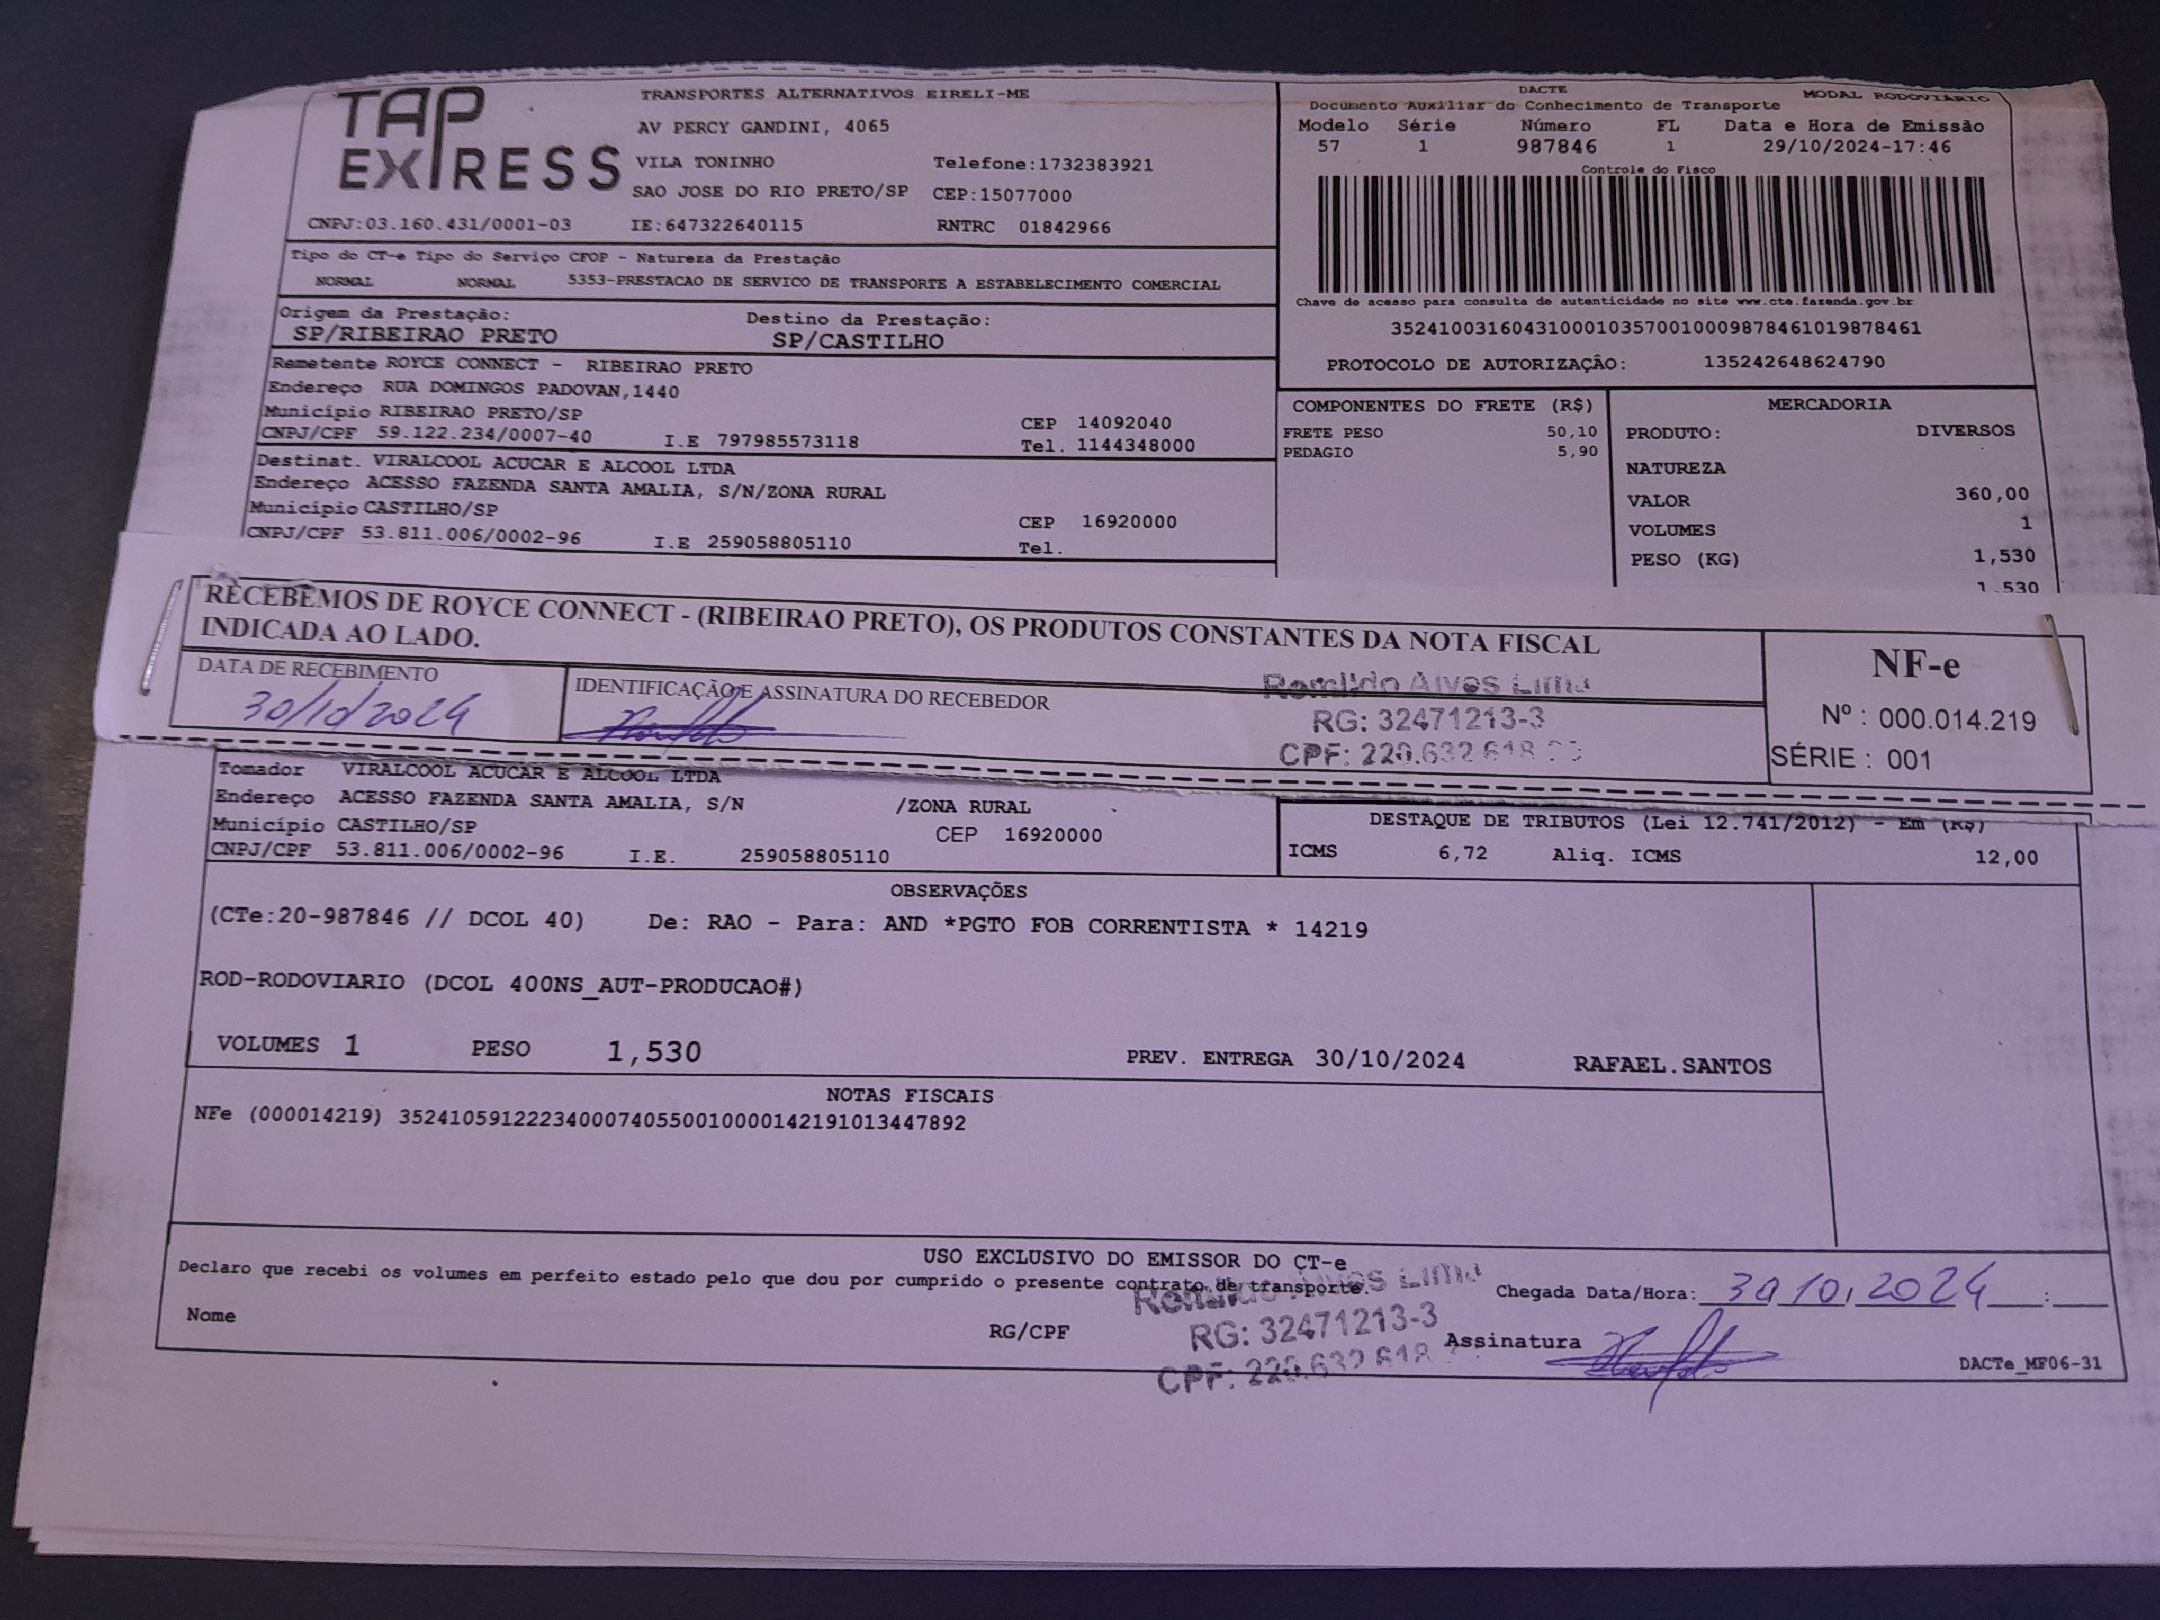 TAP EXPRESS
TRANSPORTES ALTERNATIVOS EIRELI-ME
AV PERCY GANDINI, 4065
VILA TONINHO Telefone:1732383921
SAO JOSE DO RIO PRETO/SP CEP:15077000
CNPJ:03.160.431/0001-03 IE:647322640115 RNTRC 01842966
DACTE MODAL RODOVIARIO
Documento Auxiliar do Conhecimento de Transporte
Modelo Série Número FL Data e Hora de Emissão
57 1 987846 1 29/10/2024-17:46
Controle do Fisco
Chave de acesso para consulta de autenticidade no site www.cte.fazenda.gov.br
35241003160431000103570010009878461019878461
PROTOCOLO DE AUTORIZAÇÃO: 135242648624790
Tipo do CT-e Tipo do Serviço CFOP - Natureza da Prestação
NORMAL NORMAL 5353-PRESTACAO DE SERVICO DE TRANSPORTE A ESTABELECIMENTO COMERCIAL
Origem da Prestação: Destino da Prestação:
SP/RIBEIRAO PRETO SP/CASTILHO
Remetente ROYCE CONNECT - RIBEIRAO PRETO
Endereço RUA DOMINGOS PADOVAN,1440
Município RIBEIRAO PRETO/SP CEP 14092040
CNPJ/CPF 59.122.234/0007-40 I.E 797985573118 Tel. 1144348000
Destinat. VIRALCOOL ACUCAR E ALCOOL LTDA
Endereço ACESSO FAZENDA SANTA AMALIA, S/N/ZONA RURAL
Município CASTILHO/SP CEP 16920000
CNPJ/CPF 53.811.006/0002-96 I.E 259058805110 Tel.
COMPONENTES DO FRETE (R$)
FRETE PESO 50,10
PEDAGIO 5,90
MERCADORIA
PRODUTO: DIVERSOS
NATUREZA
VALOR 360,00
VOLUMES 1
PESO (KG) 1,530
1,530
RECEBEMOS DE ROYCE CONNECT - (RIBEIRAO PRETO), OS PRODUTOS CONSTANTES DA NOTA FISCAL
INDICADA AO LADO.
DATA DE RECEBIMENTO
30/10/2024
IDENTIFICAÇÃO E ASSINATURA DO RECEBEDOR
Ronaldo Alves Lima
RG: 32471213-3
CPF: 220.632.618
NF-e
Nº : 000.014.219
SÉRIE : 001
Tomador VIRALCOOL ACUCAR E ALCOOL LTDA
Endereço ACESSO FAZENDA SANTA AMALIA, S/N /ZONA RURAL
Município CASTILHO/SP CEP 16920000
CNPJ/CPF 53.811.006/0002-96 I.E. 259058805110
DESTAQUE DE TRIBUTOS (Lei 12.741/2012) - Em (R$)
ICMS 6,72 Aliq. ICMS 12,00
OBSERVAÇÕES
(CTe:20-987846 // DCOL 40) De: RAO - Para: AND *PGTO FOB CORRENTISTA * 14219
ROD-RODOVIARIO (DCOL 400NS_AUT-PRODUCAO#)
VOLUMES 1 PESO 1,530 PREV. ENTREGA 30/10/2024 RAFAEL.SANTOS
NOTAS FISCAIS
NFe (000014219) 35241059122234000740550010000142191013447892
USO EXCLUSIVO DO EMISSOR DO CT-e
Declaro que recebi os volumes em perfeito estado pelo que dou por cumprido o presente contrato de transporte.
Chegada Data/Hora: 30/10/2024 :
Nome RG/CPF Assinatura
Ronaldo Alves Lima
RG: 32471213-3
CPF: 220.632.618
DACTe_MF06-31